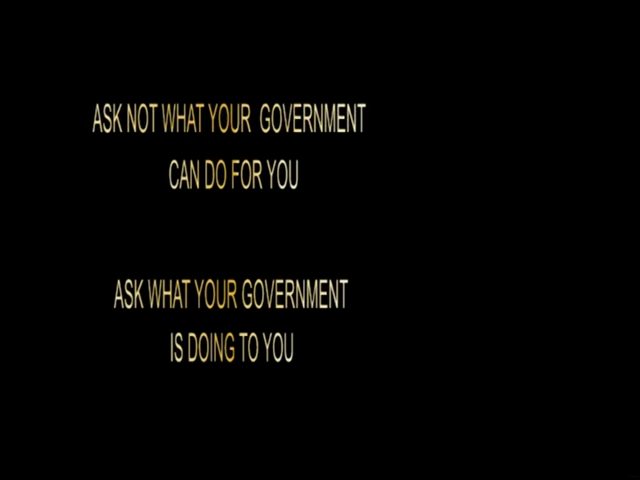 ASK NOT WHAT YOUR GOVERNMENT
CAN DO FOR YOU
ASK WHAT YOUR GOVERNMENT
IS DOING TO YOU